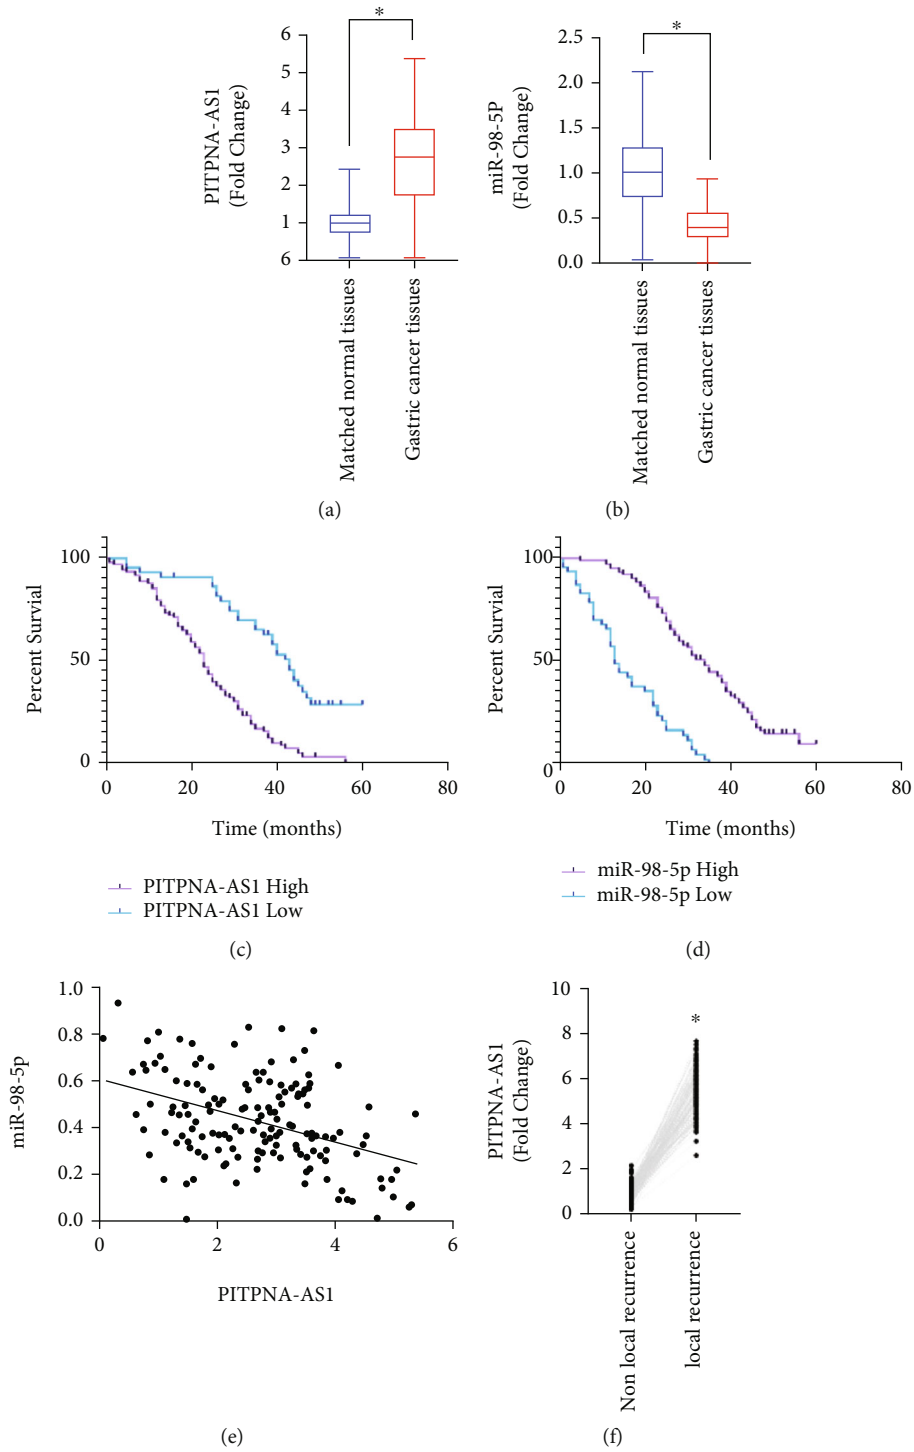 PITPNA-AS1
(Fold Change)
6
5
4
3
2
1
6
*
Matched normal tissues
Gastric cancer tissues
(a)
miR-98-5P
(Fold Change)
2.5
2.0
1.5
1.0
0.5
0.0
*
Matched normal tissues
Gastric cancer tissues
(b)
Percent Survial
100
50
0
0 20 40 60 80
Time (months)
PITPNA-AS1 High
PITPNA-AS1 Low
(c)
Percent Survial
100
50
0
0 20 40 60 80
Time (months)
miR-98-5p High
miR-98-5p Low
(d)
miR-98-5p
1.0
0.8
0.6
0.4
0.2
0.0
0 2 4 6
PITPNA-AS1
(e)
PITPNA-AS1
(Fold Change)
10
8
6
4
2
0
*
Non local recurrence
local recurrence
(f)